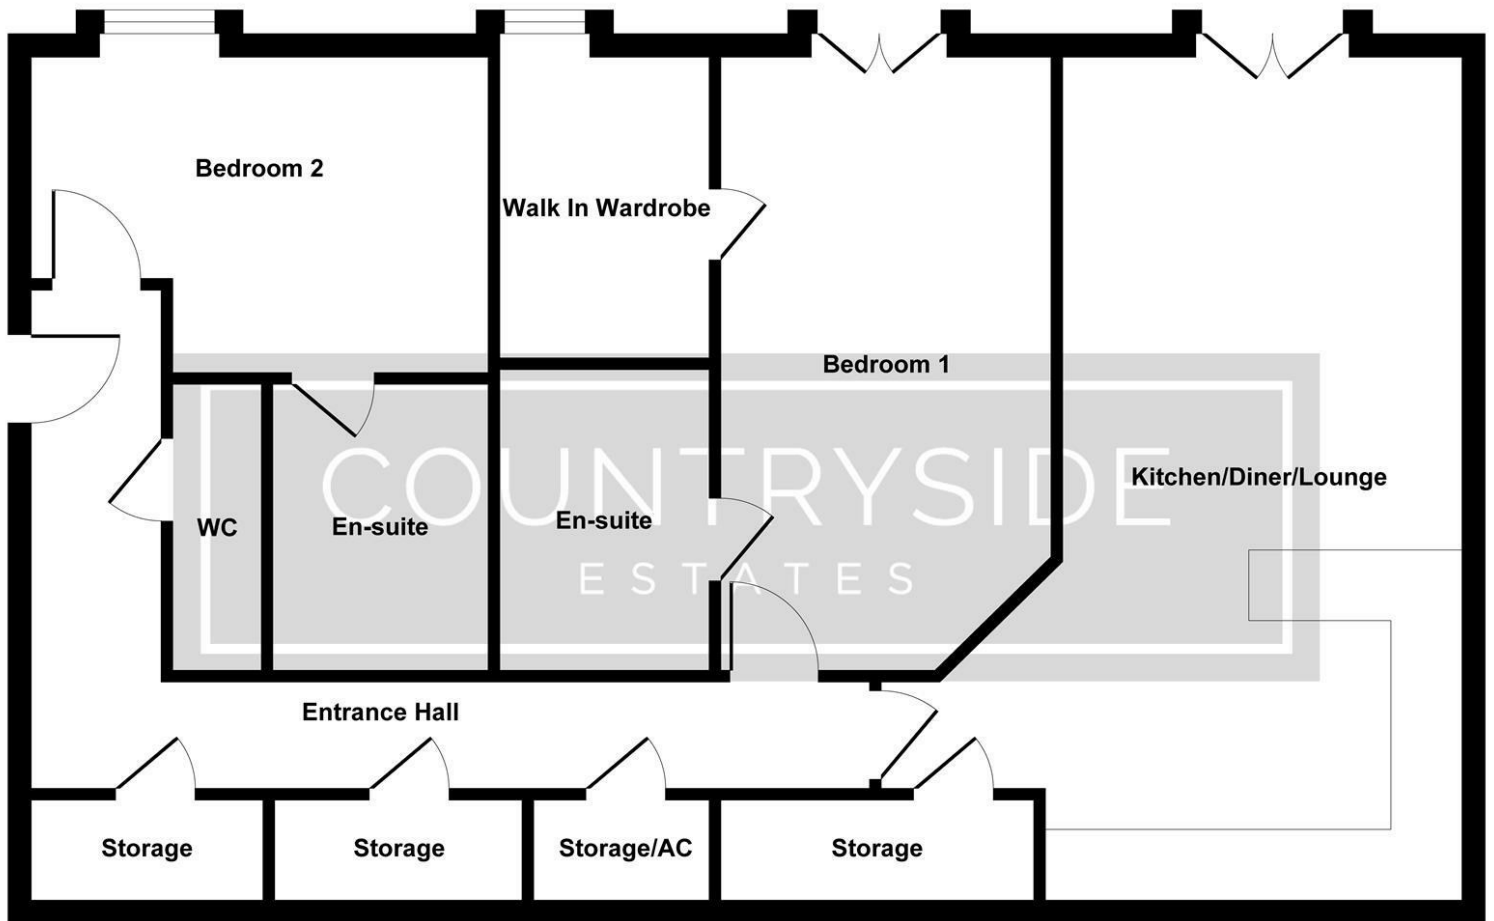 Bedroom 2
Walk In Wardrobe
Bedroom 1
Kitchen/Diner/Lounge
COUNTRYSIDE
ESTATES
WC
En-suite
En-suite
Entrance Hall
Storage
Storage
Storage/AC
Storage